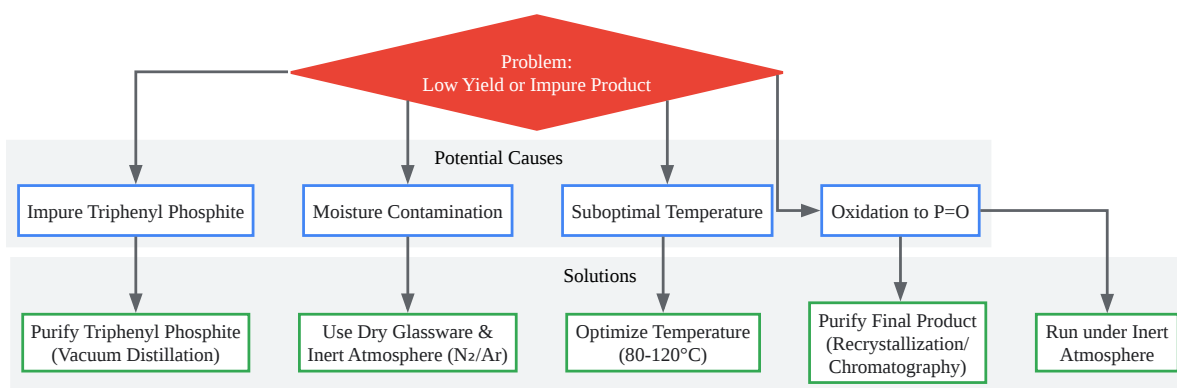 Problem:
Low Yield or Impure Product
Potential Causes
Impure Triphenyl Phosphite
Moisture Contamination
Suboptimal Temperature
Oxidation to P=O
Solutions
Purify Triphenyl Phosphite
(Vacuum Distillation)
Use Dry Glassware &
Inert Atmosphere (N₂/Ar)
Optimize Temperature
(80-120°C)
Purify Final Product
(Recrystallization/
Chromatography)
Run under Inert
Atmosphere